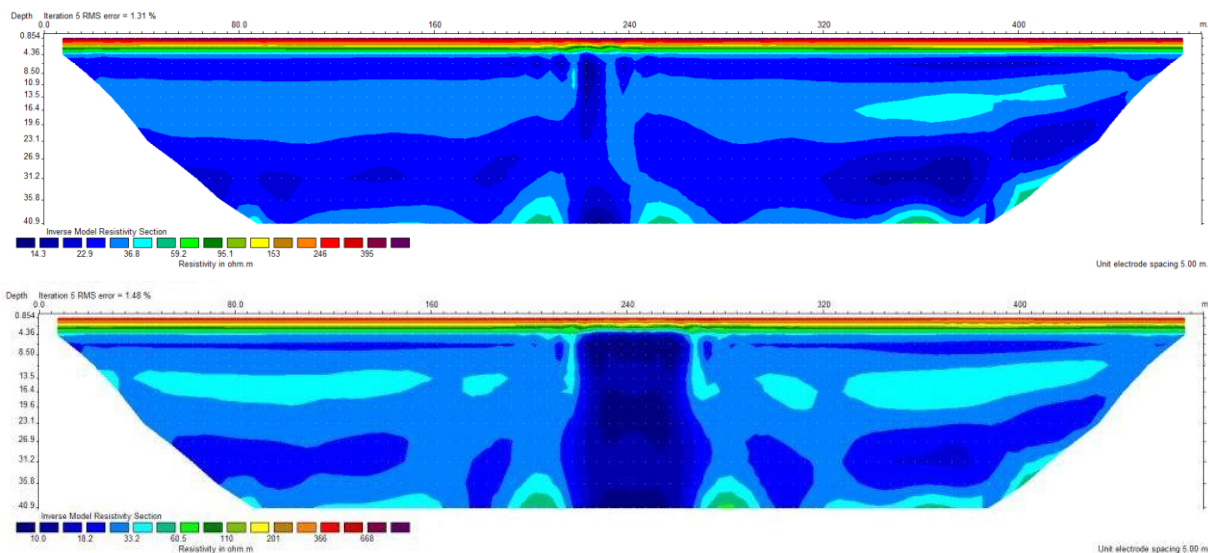 Depth Iteration 5 RMS error = 1.31 %
0.0 80.0 160 240 320 400 m.
0.854
4.36
8.50
10.9
13.5
16.4
23.1
26.9
31.2
35.8
40.9
Inverse Model Resistivity Section
14.3 22.9 36.8 59.2 95.1 153 246 395
Resistivity in ohm.m
Unit electrode spacing 5.00 m.
Depth Iteration 5 RMS error = 1.48 %
0.0 80.0 160 240 320 400 m
0.854
4.36
8.50
13.5
16.4
19.6
23.1
26.9
31.2
35.8
40.9
Inverse Model Resistivity Section
10.0 18.2 33.2 60.5 110 201 366 668
Resistivity in ohm.m
Unit electrode spacing 5.00 m.